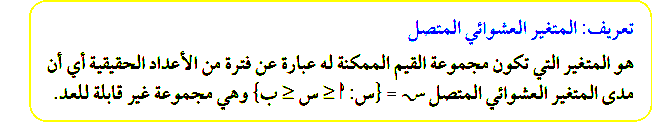 تعريف: المتغير العشوائي المتصل
هو المتغير التي تكون مجموعة القيم الممكنة له عبارة عن فترة من الأعداد الحقيقية أي أن
مدى المتغير العشوائي المتصل سہ = {س: ‎أ ≥ س ≥ ب} وهي مجموعة غير قابلة للعد.